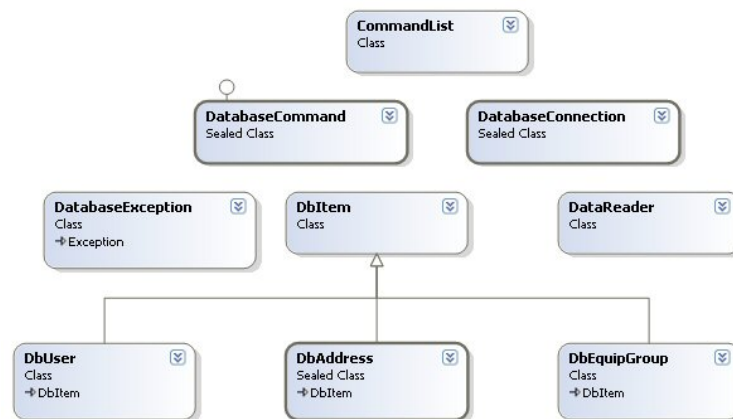 CommandList
Class
DatabaseCommand
Sealed Class
DatabaseConnection
Sealed Class
DatabaseException
Class
Exception
DbItem
Class
DataReader
Class
DbUser
Class
DbItem
DbAddress
Sealed Class
DbItem
DbEquipGroup
Class
DbItem